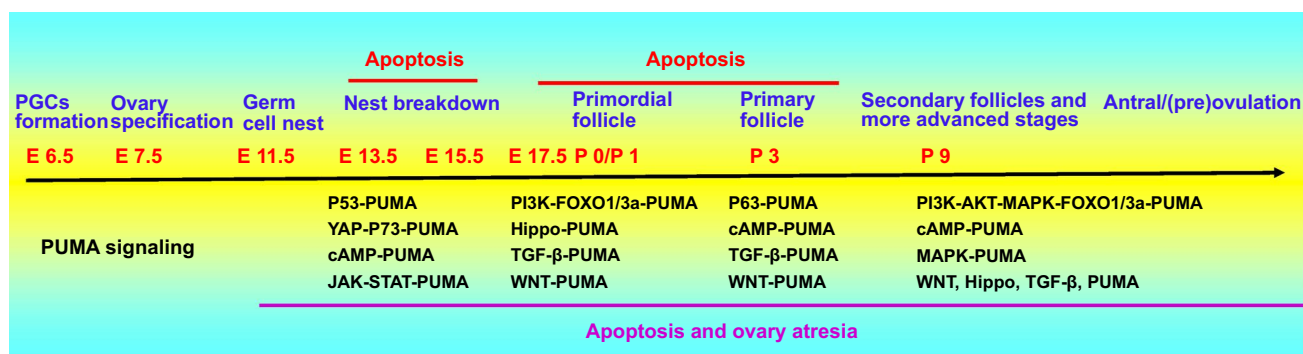 Apoptosis
Apoptosis
PGCs formation
Ovary specification
Germ cell nest
Nest breakdown
Primordial follicle
Primary follicle
Secondary follicles and more advanced stages
Antral/(pre)ovulation
E 6.5 E 7.5 E 11.5 E 13.5 E 15.5 E 17.5 P 0/P 1 P 3 P 9
PUMA signaling
P53-PUMA
YAP-P73-PUMA
cAMP-PUMA
JAK-STAT-PUMA
PI3K-FOXO1/3a-PUMA
Hippo-PUMA
TGF-β-PUMA
WNT-PUMA
P63-PUMA
cAMP-PUMA
TGF-β-PUMA
WNT-PUMA
PI3K-AKT-MAPK-FOXO1/3a-PUMA
cAMP-PUMA
MAPK-PUMA
WNT, Hippo, TGF-β, PUMA
Apoptosis and ovary atresia